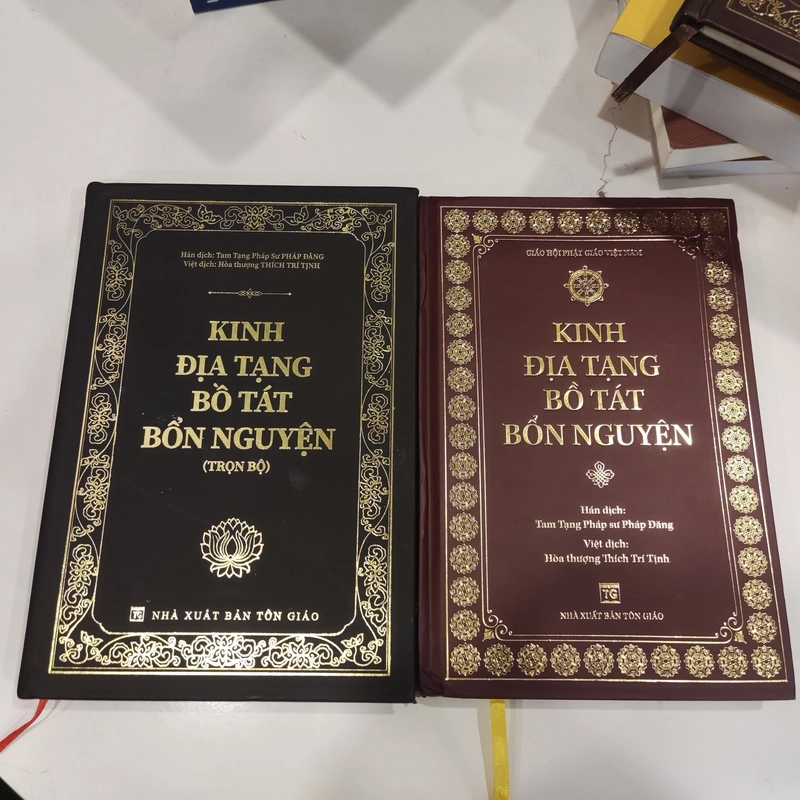 Hán dịch: Tam Tạng Pháp Sư PHÁP ĐĂNG
Việt dịch: Hòa thượng THÍCH TRÍ TỊNH
KINH
ĐỊA TẠNG
BỒ TÁT
BỔN NGUYỆN
(TRỌN BỘ)
TG
NHÀ XUẤT BẢN TÔN GIÁO
GIÁO HỘI PHẬT GIÁO VIỆT NAM
KINH
ĐỊA TẠNG
BỒ TÁT
BỔN NGUYỆN
Hán dịch:
Tam Tạng Pháp sư Pháp Đăng
Việt dịch:
Hòa thượng Thích Trí Tịnh
TG
NHÀ XUẤT BẢN TÔN GIÁO